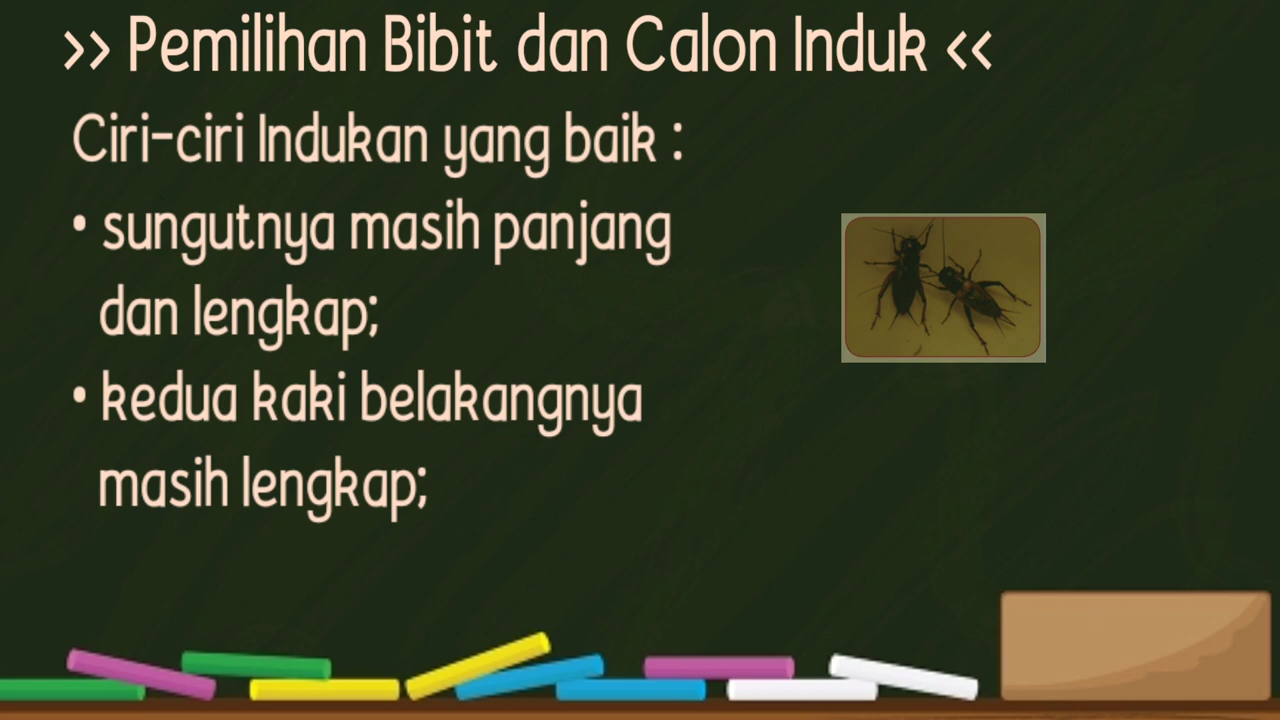 >> Pemilihan Bibit dan Calon Induk <<
Ciri-ciri Indukan yang baik :
• sungutnya masih panjang
dan lengkap;
• kedua kaki belakangnya
masih lengkap;